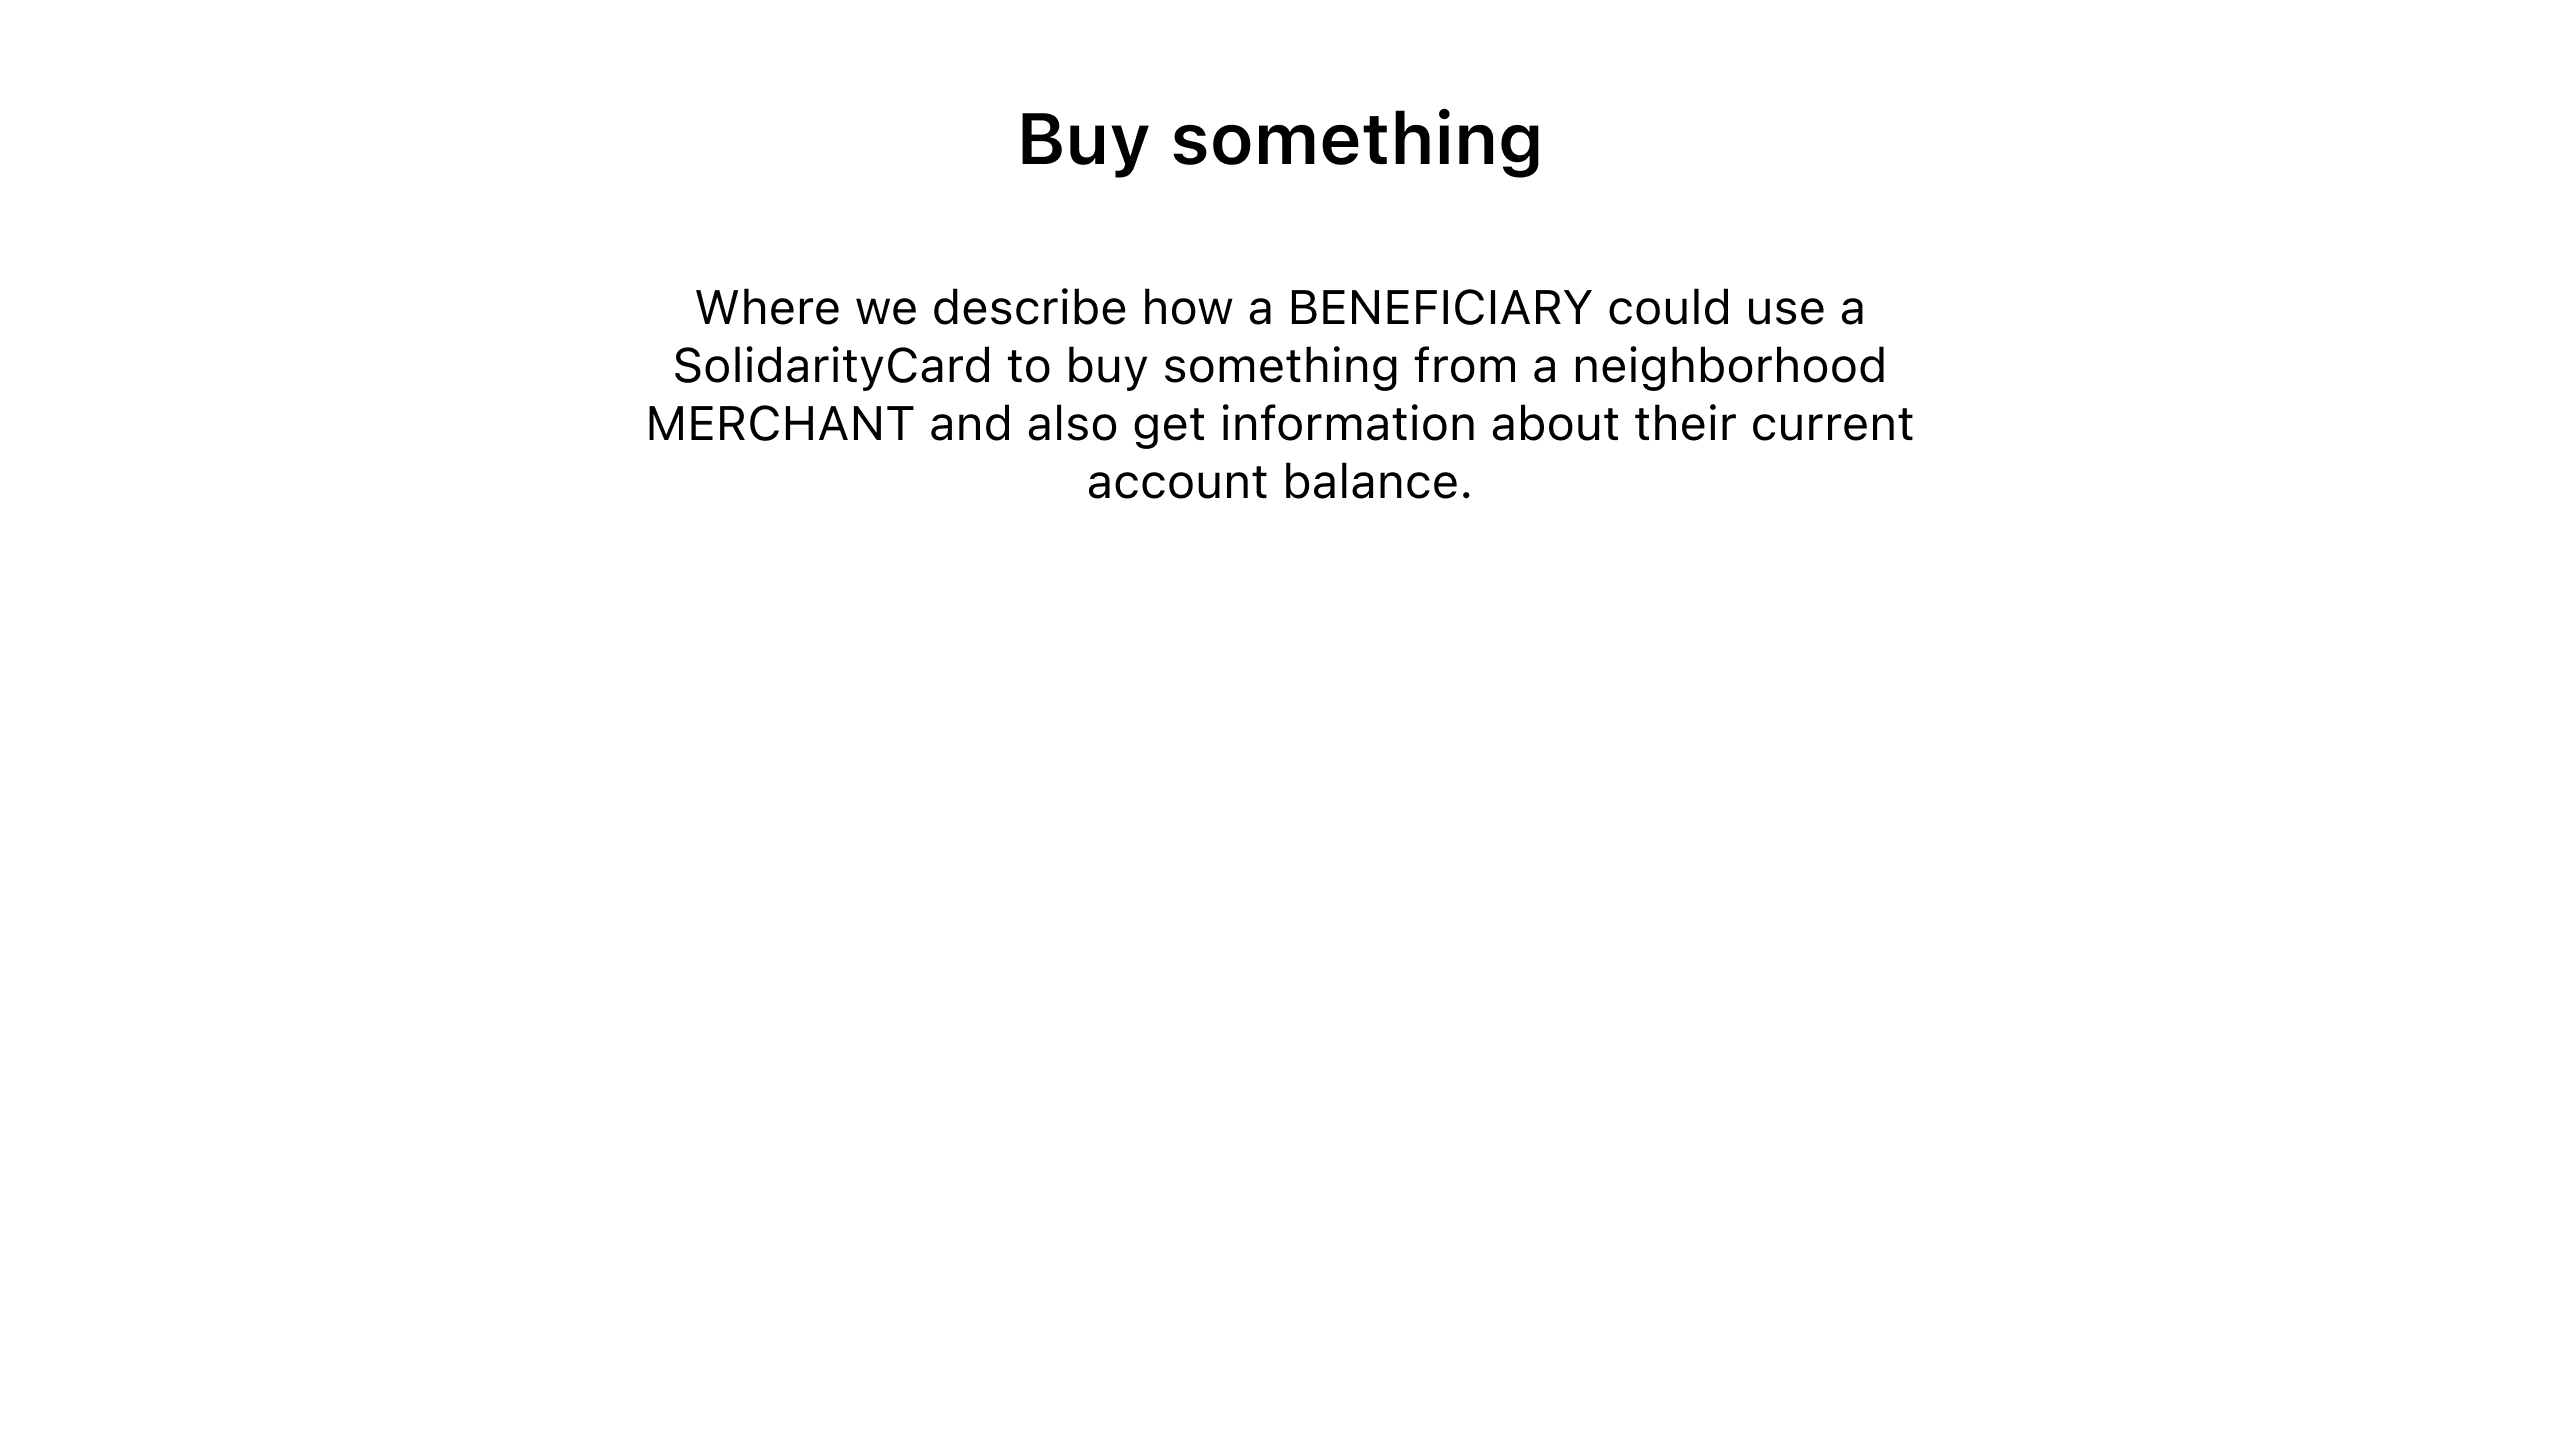 Buy something
Where we describe how a BENEFICIARY could use a
SolidarityCard to buy something from a neighborhood
MERCHANT and also get information about their current
account balance.